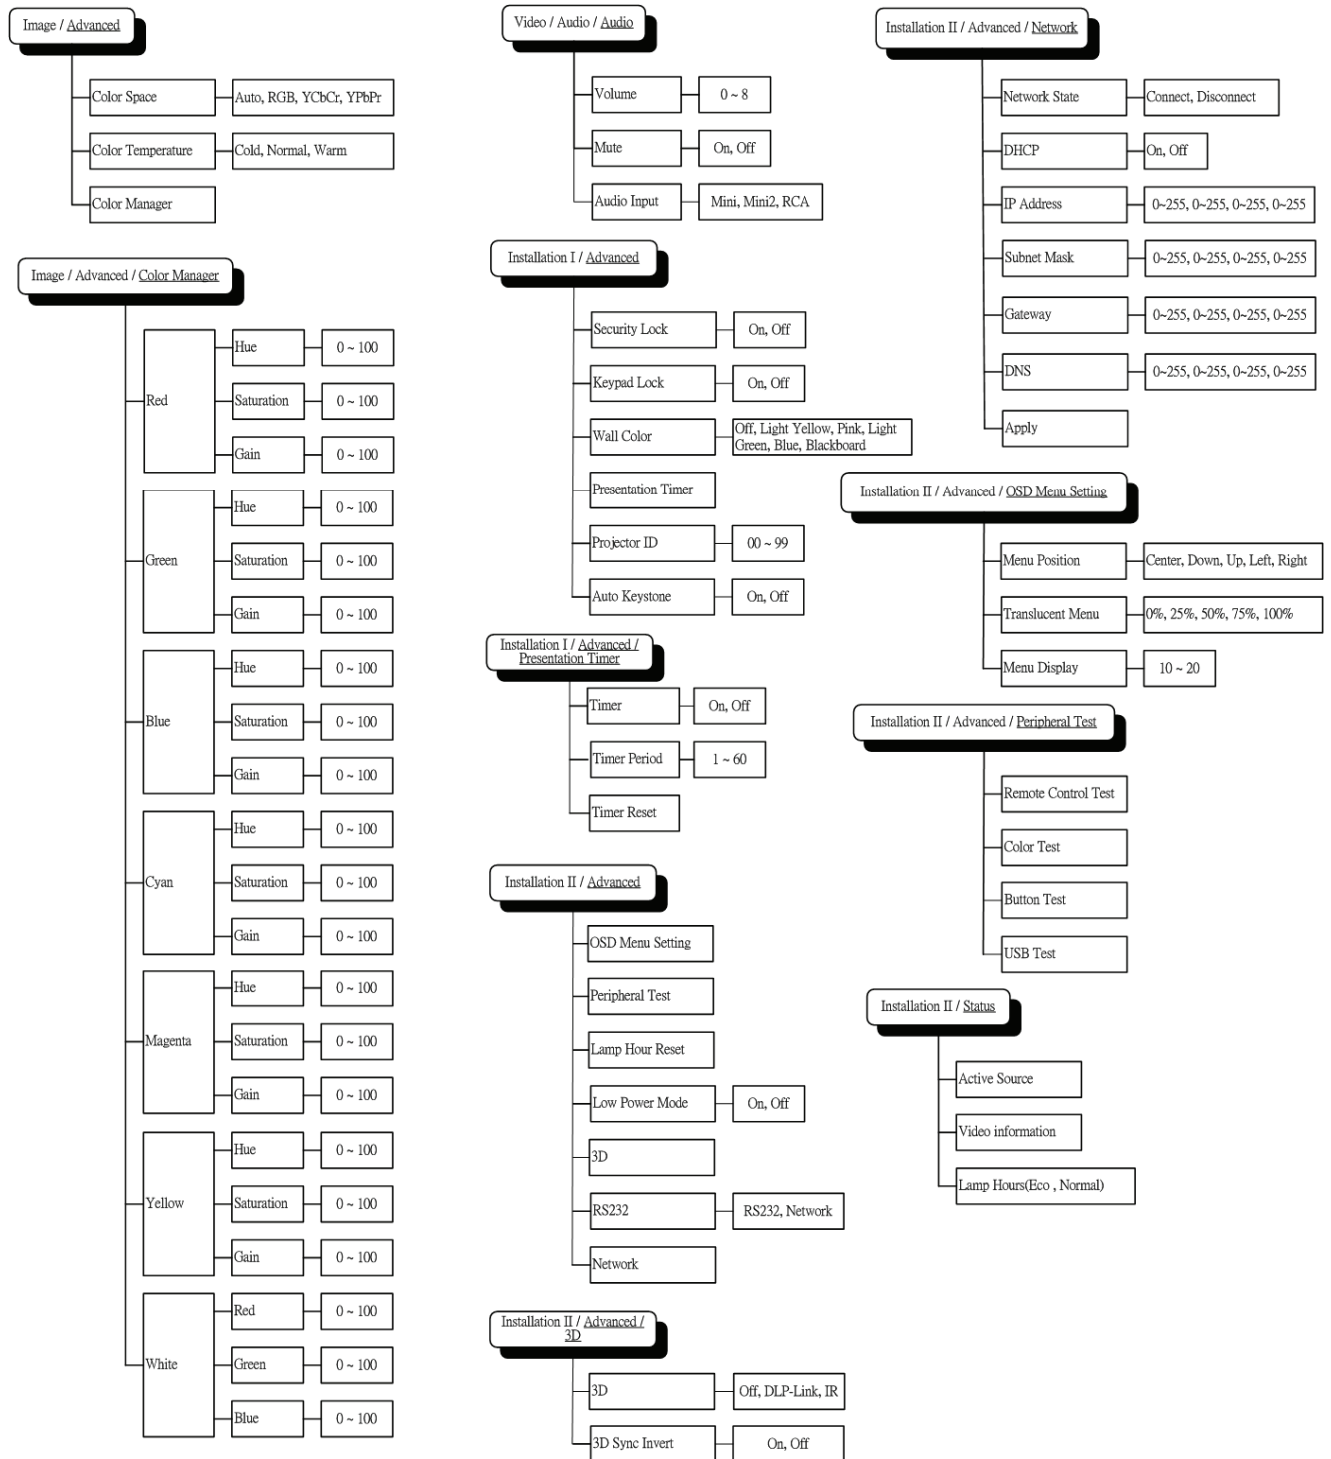 Image / Advanced
Color Space
Auto, RGB, YCbCr, YPbPr
Color Temperature
Cold, Normal, Warm
Color Manager
Image / Advanced / Color Manager
Red
Hue
0 ~ 100
Saturation
0 ~ 100
Gain
0 ~ 100
Green
Hue
0 ~ 100
Saturation
0 ~ 100
Gain
0 ~ 100
Blue
Hue
0 ~ 100
Saturation
0 ~ 100
Gain
0 ~ 100
Cyan
Hue
0 ~ 100
Saturation
0 ~ 100
Gain
0 ~ 100
Magenta
Hue
0 ~ 100
Saturation
0 ~ 100
Gain
0 ~ 100
Yellow
Hue
0 ~ 100
Saturation
0 ~ 100
Gain
0 ~ 100
White
Red
0 ~ 100
Green
0 ~ 100
Blue
0 ~ 100
Video / Audio / Audio
Volume
0 ~ 8
Mute
On, Off
Audio Input
Mini, Mini2, RCA
Installation I / Advanced
Security Lock
On, Off
Keypad Lock
On, Off
Wall Color
Off, Light Yellow, Pink, Light
Green, Blue, Blackboard
Presentation Timer
Projector ID
00 ~ 99
Auto Keystone
On, Off
Installation I / Advanced /
Presentation Timer
Timer
On, Off
Timer Period
1 ~ 60
Timer Reset
Installation II / Advanced
OSD Menu Setting
Peripheral Test
Lamp Hour Reset
Low Power Mode
On, Off
3D
RS232
RS232, Network
Network
Installation II / Advanced /
3D
3D
Off, DLP-Link, IR
3D Sync Invert
On, Off
Installation II / Advanced / Network
Network State
Connect, Disconnect
DHCP
On, Off
IP Address
0~255, 0~255, 0~255, 0~255
Subnet Mask
0~255, 0~255, 0~255, 0~255
Gateway
0~255, 0~255, 0~255, 0~255
DNS
0~255, 0~255, 0~255, 0~255
Apply
Installation II / Advanced / OSD Menu Setting
Menu Position
Center, Down, Up, Left, Right
Translucent Menu
0%, 25%, 50%, 75%, 100%
Menu Display
10 ~ 20
Installation II / Advanced / Peripheral Test
Remote Control Test
Color Test
Button Test
USB Test
Installation II / Status
Active Source
Video information
Lamp Hours(Eco , Normal)